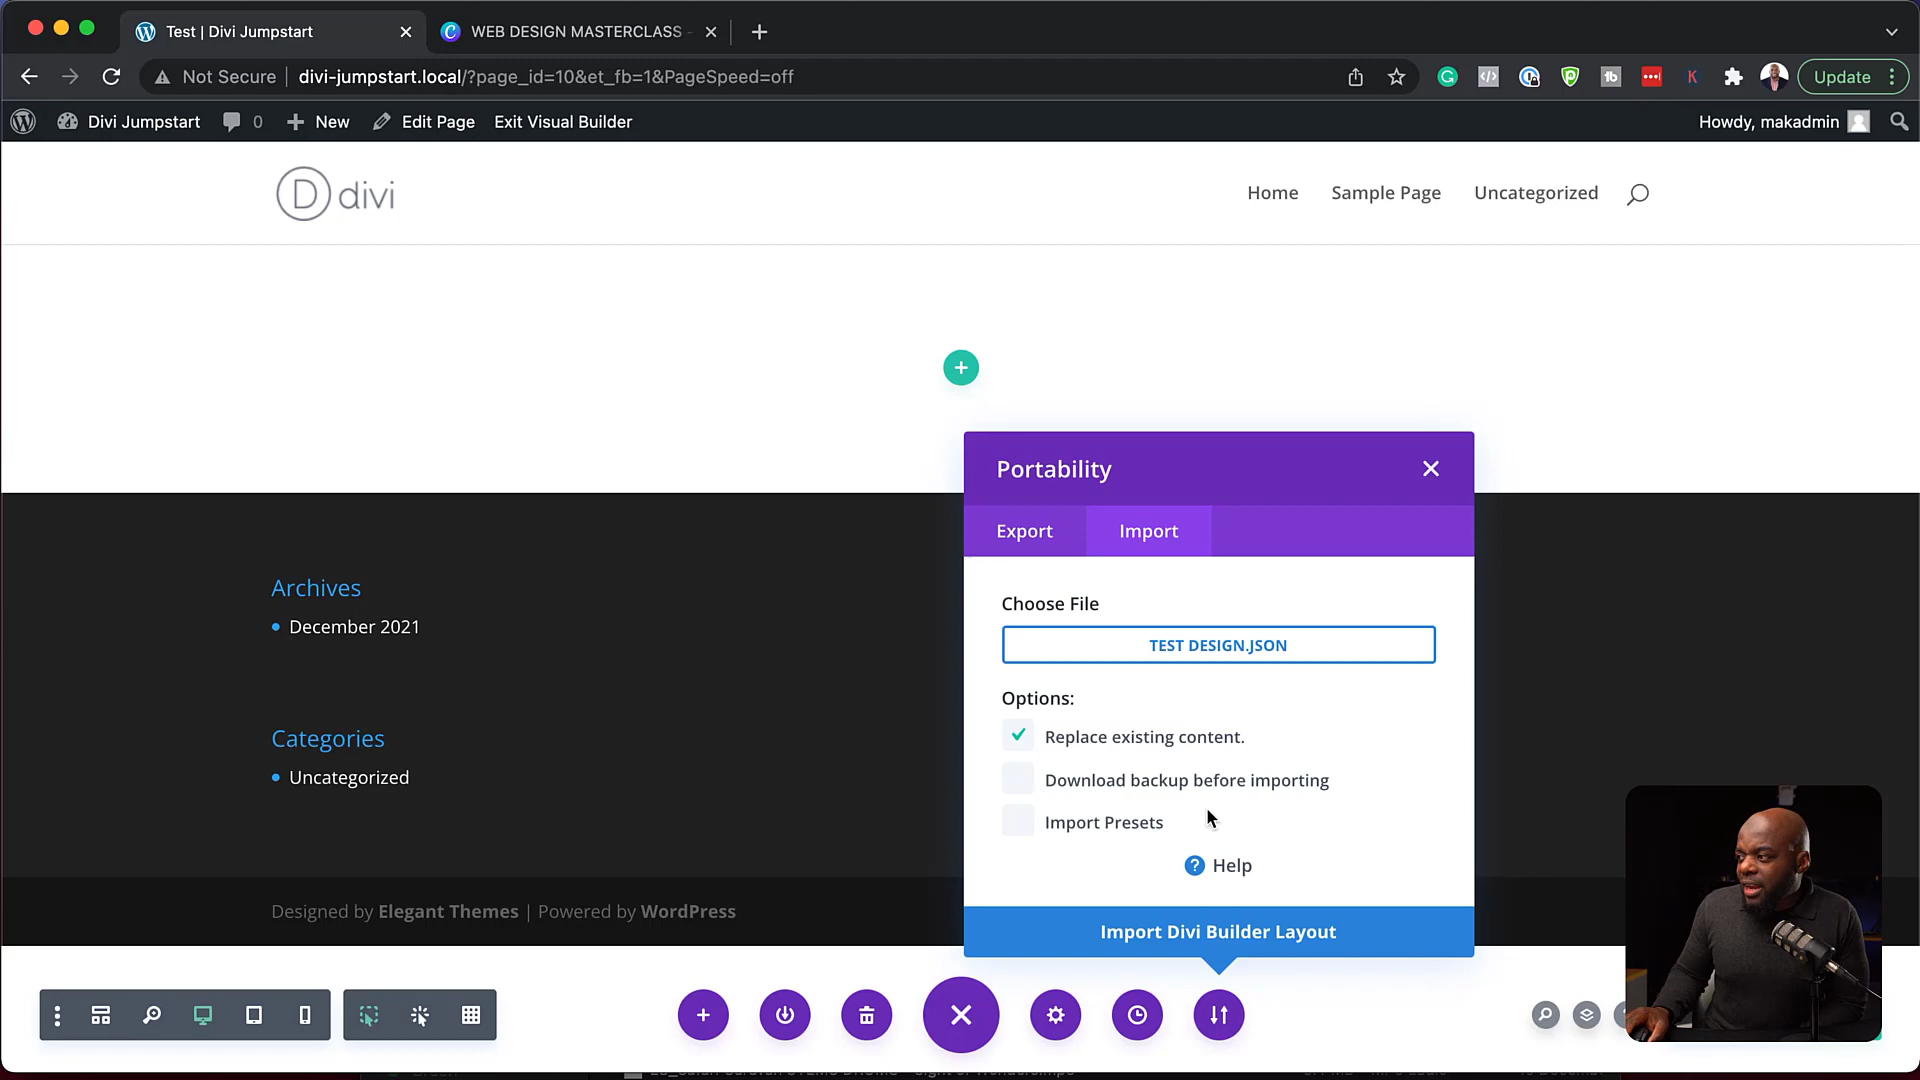 Test | Divi Jumpstart
WEB DESIGN MASTERCLASS -
Not Secure
divi-jumpstart.local/?page_id=10&et_fb=1&PageSpeed=off
Update
Divi Jumpstart
0
New
Edit Page
Exit Visual Builder
Howdy, makadmin
D divi
Home
Sample Page
Uncategorized
Portability
Export
Import
Choose File
TEST DESIGN.JSON
Options:
Replace existing content.
Download backup before importing
Import Presets
? Help
Import Divi Builder Layout
Archives
December 2021
Categories
Uncategorized
Designed by Elegant Themes | Powered by WordPress